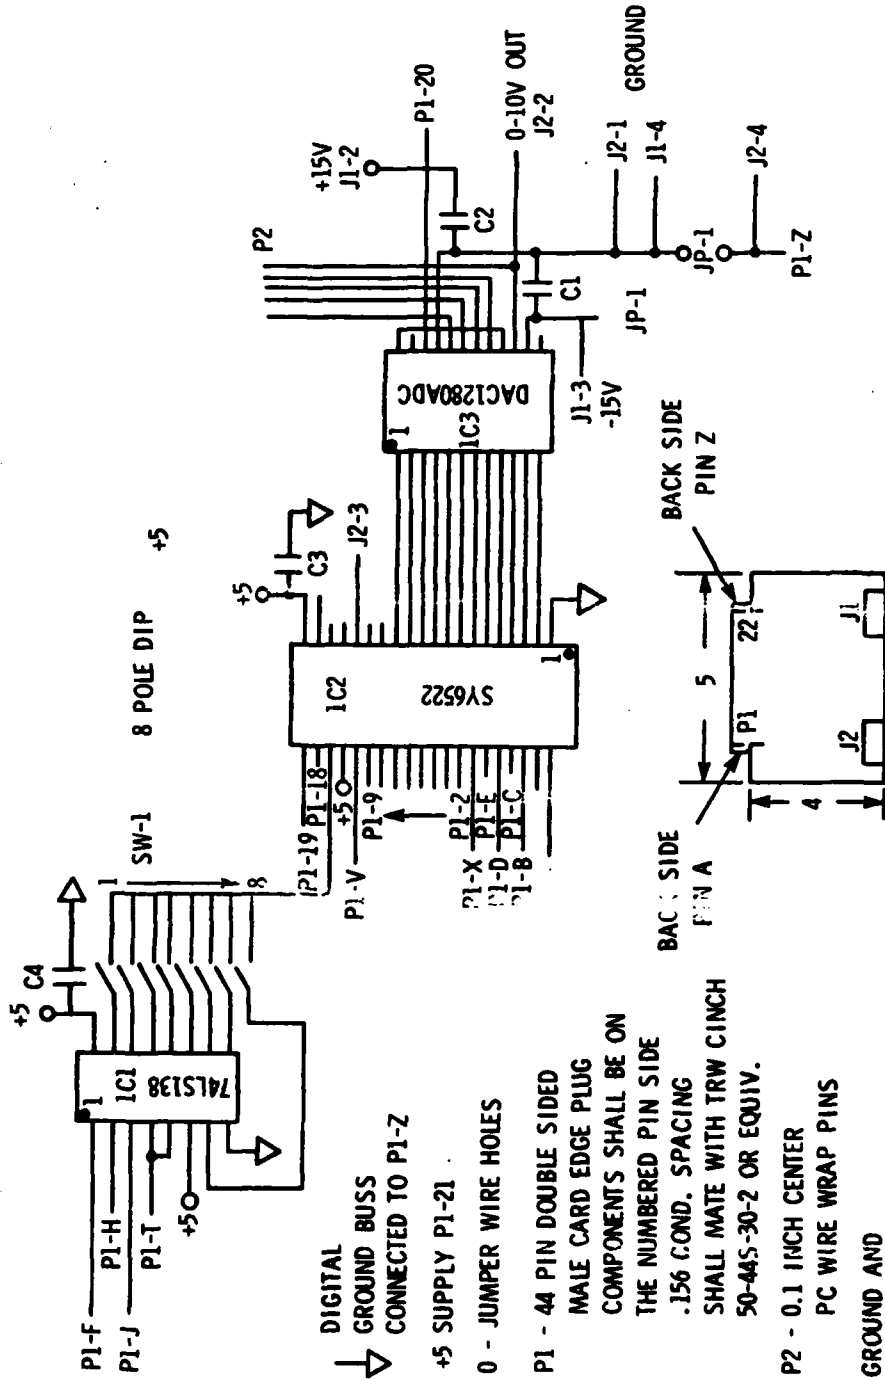 +5
C4
1
SW-1
8 POLE DIP
+5
8
1
1C1
74LS138
P1-F
P1-H
P1-J
P1-T
+5
P1-19
P1-18
+5
P1-V
P1-9
P1-2
P1-X
P1-E
P1-D
P1-C
P1-B
1C2
SY6522
1
+5
C3
J2-3
1
1C3
DAC1280ADC
P2
+15V
J1-2
P1-20
C2
0-10V OUT
J2-2
C1
JP-1
J1-3
-15V
J2-1
GROUND
J1-4
JP-1
J2-4
P1-Z
DIGITAL
GROUND BUSS
CONNECTED TO P1-Z
+5 SUPPLY P1-21
0 - JUMPER WIRE HOLES
P1 - 44 PIN DOUBLE SIDED
MALE CARD EDGE PLUG
COMPONENTS SHALL BE ON
THE NUMBERED PIN SIDE
.156 COND. SPACING
SHALL MATE WITH TRW CINCH
50-44S-30-2 OR EQUIV.
P2 - 0.1 INCH CENTER
PC WIRE WRAP PINS
GROUND AND
BACK SIDE
PIN A
BACK SIDE
PIN Z
5
4
P1
22
J2
J1